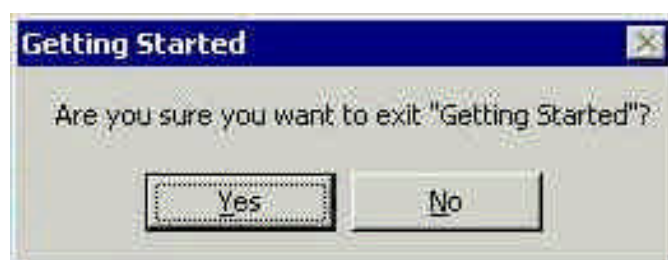 Getting Started
Are you sure you want to exit "Getting Started"?
Yes
No